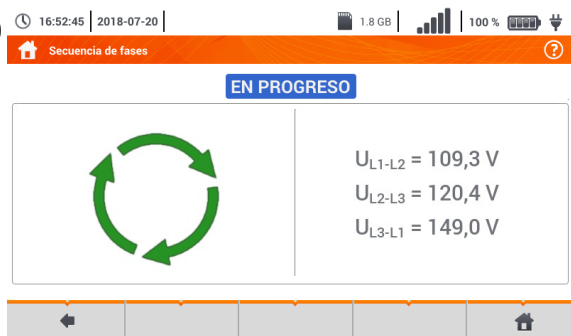 16:52:45 2018-07-20 1.8 GB 100 %
Secuencia de fases ?
EN PROGRESO
UL1-L2 = 109,3 V
UL2-L3 = 120,4 V
UL3-L1 = 149,0 V